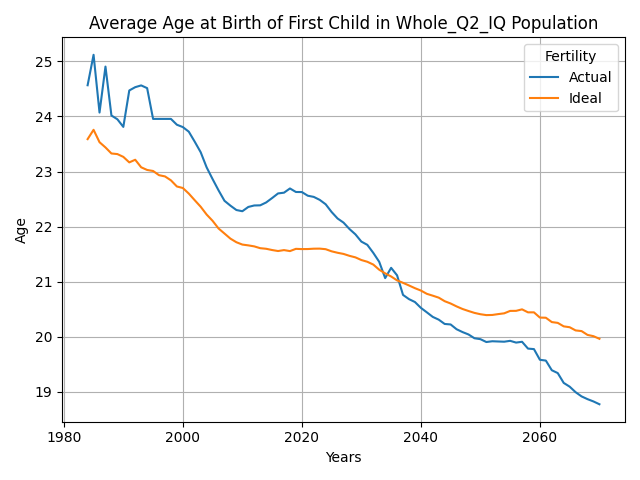 Average Age at Birth of First Child in Whole_Q2_IQ Population
Fertility
Actual
Ideal
Age
25
24
23
22
21
20
19
1980
2000
2020
2040
2060
Years